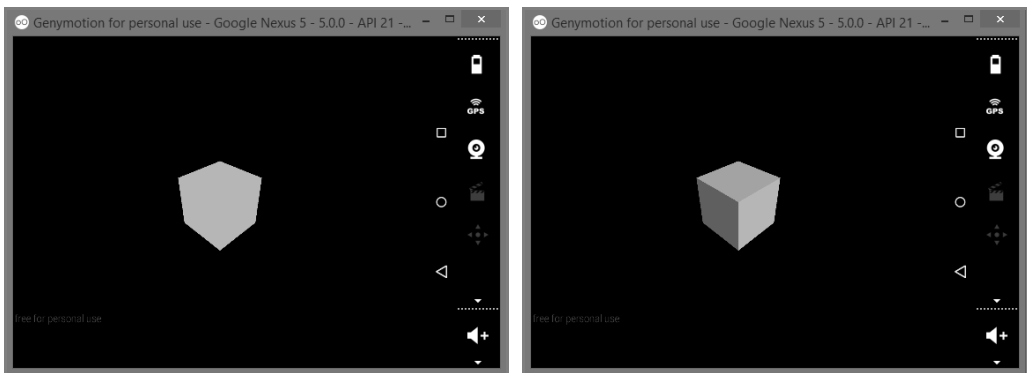 Genymotion for personal use - Google Nexus 5 - 5.0.0 - API 21 -...
GPS
free for personal use
Genymotion for personal use - Google Nexus 5 - 5.0.0 - API 21 -...
GPS
free for personal use